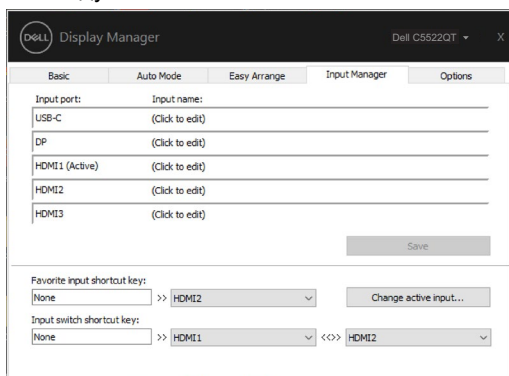 DELL Display Manager Dell C5522QT X
Basic Auto Mode Easy Arrange Input Manager Options
Input port: Input name:
USB-C (Click to edit)
DP (Click to edit)
HDMI1 (Active) (Click to edit)
HDMI2 (Click to edit)
HDMI3 (Click to edit)
Save
Favorite input shortcut key:
None >> HDMI2 Change active input...
Input switch shortcut key:
None >> HDMI1 <<>> HDMI2